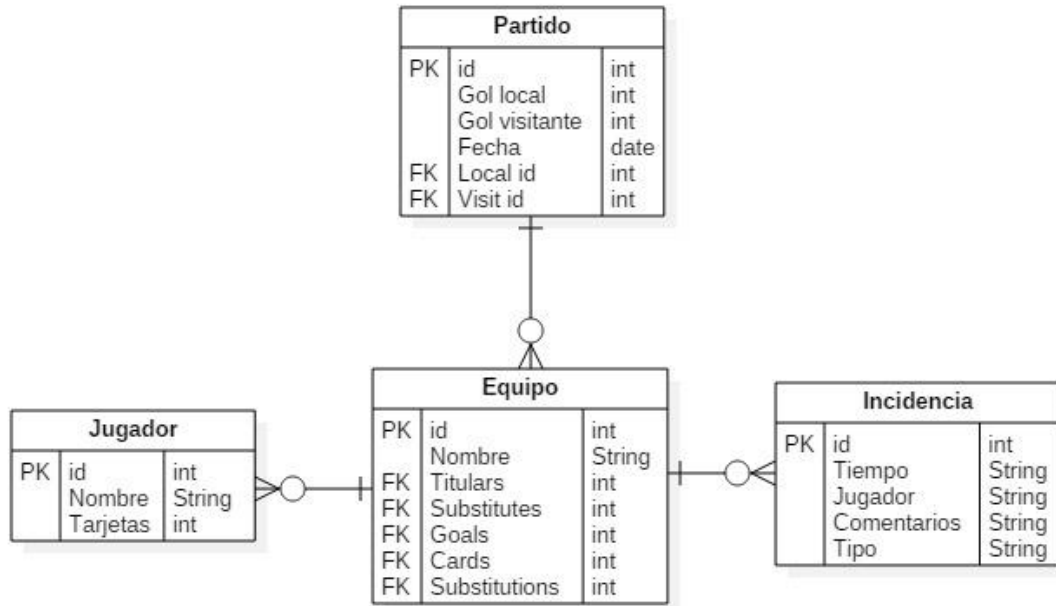 Partido
PK id int
Gol local int
Gol visitante int
Fecha date
FK Local id int
FK Visit id int
Jugador
PK id int
Nombre String
Tarjetas int
Equipo
PK id int
Nombre String
FK Titulars int
FK Substitutes int
FK Goals int
FK Cards int
FK Substitutions int
Incidencia
PK id int
Tiempo String
Jugador String
Comentarios String
Tipo String